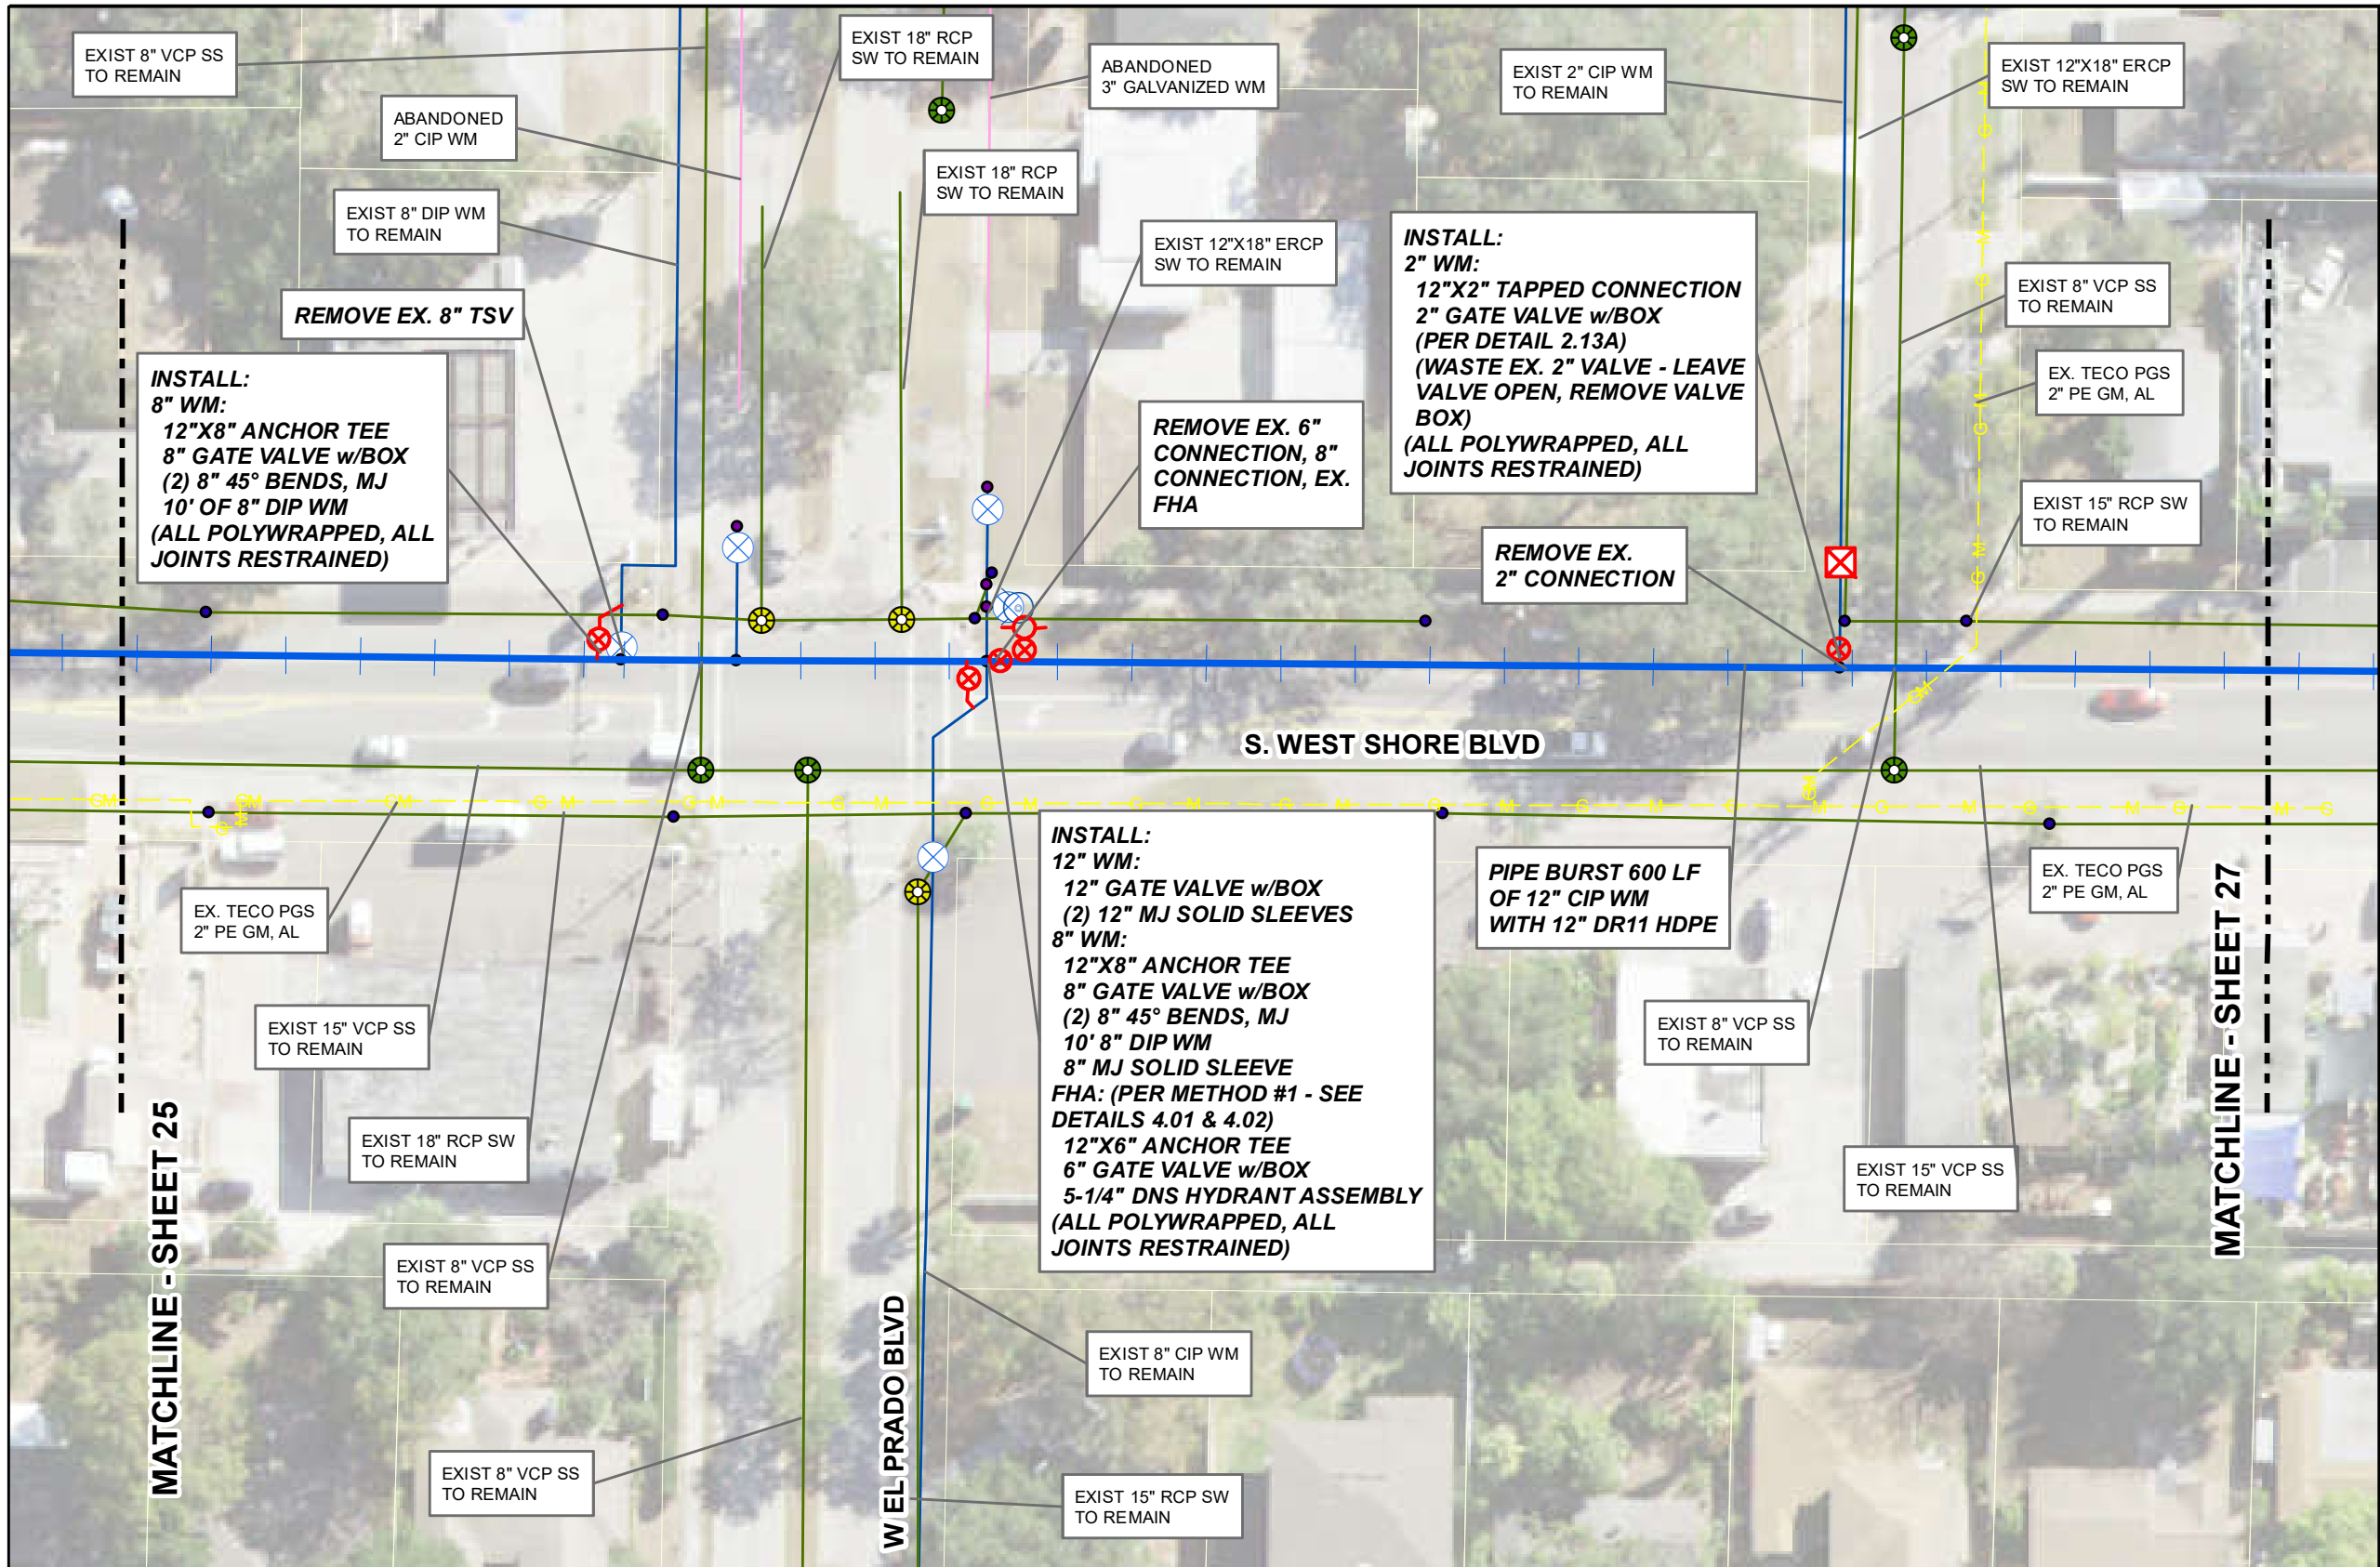 EXIST 8" VCP SS
TO REMAIN
EXIST 18" RCP
SW TO REMAIN
ABANDONED
3" GALVANIZED WM
EXIST 2" CIP WM
TO REMAIN
EXIST 12"X18" ERCP
SW TO REMAIN
ABANDONED
2" CIP WM
EXIST 18" RCP
SW TO REMAIN
EXIST 8" DIP WM
TO REMAIN
EXIST 12"X18" ERCP
SW TO REMAIN
INSTALL:
2" WM:
12"X2" TAPPED CONNECTION
2" GATE VALVE w/BOX
(PER DETAIL 2.13A)
(WASTE EX. 2" VALVE - LEAVE
VALVE OPEN, REMOVE VALVE
BOX)
(ALL POLYWRAPPED, ALL
JOINTS RESTRAINED)
EXIST 8" VCP SS
TO REMAIN
REMOVE EX. 8" TSV
EX. TECO PGS
2" PE GM, AL
INSTALL:
8" WM:
12"X8" ANCHOR TEE
8" GATE VALVE w/BOX
(2) 8" 45° BENDS, MJ
10' OF 8" DIP WM
(ALL POLYWRAPPED, ALL
JOINTS RESTRAINED)
REMOVE EX. 6"
CONNECTION, 8"
CONNECTION, EX.
FHA
EXIST 15" RCP SW
TO REMAIN
REMOVE EX.
2" CONNECTION
S. WEST SHORE BLVD
INSTALL:
12" WM:
12" GATE VALVE w/BOX
(2) 12" MJ SOLID SLEEVES
8" WM:
12"X8" ANCHOR TEE
8" GATE VALVE w/BOX
(2) 8" 45° BENDS, MJ
10' 8" DIP WM
8" MJ SOLID SLEEVE
FHA: (PER METHOD #1 - SEE
DETAILS 4.01 & 4.02)
12"X6" ANCHOR TEE
6" GATE VALVE w/BOX
5-1/4" DNS HYDRANT ASSEMBLY
(ALL POLYWRAPPED, ALL
JOINTS RESTRAINED)
PIPE BURST 600 LF
OF 12" CIP WM
WITH 12" DR11 HDPE
EX. TECO PGS
2" PE GM, AL
EX. TECO PGS
2" PE GM, AL
EXIST 15" VCP SS
TO REMAIN
EXIST 8" VCP SS
TO REMAIN
EXIST 18" RCP SW
TO REMAIN
EXIST 15" VCP SS
TO REMAIN
EXIST 8" VCP SS
TO REMAIN
EXIST 8" CIP WM
TO REMAIN
EXIST 8" VCP SS
TO REMAIN
EXIST 15" RCP SW
TO REMAIN
MATCHLINE - SHEET 25
W EL PRADO BLVD
MATCHLINE - SHEET 27